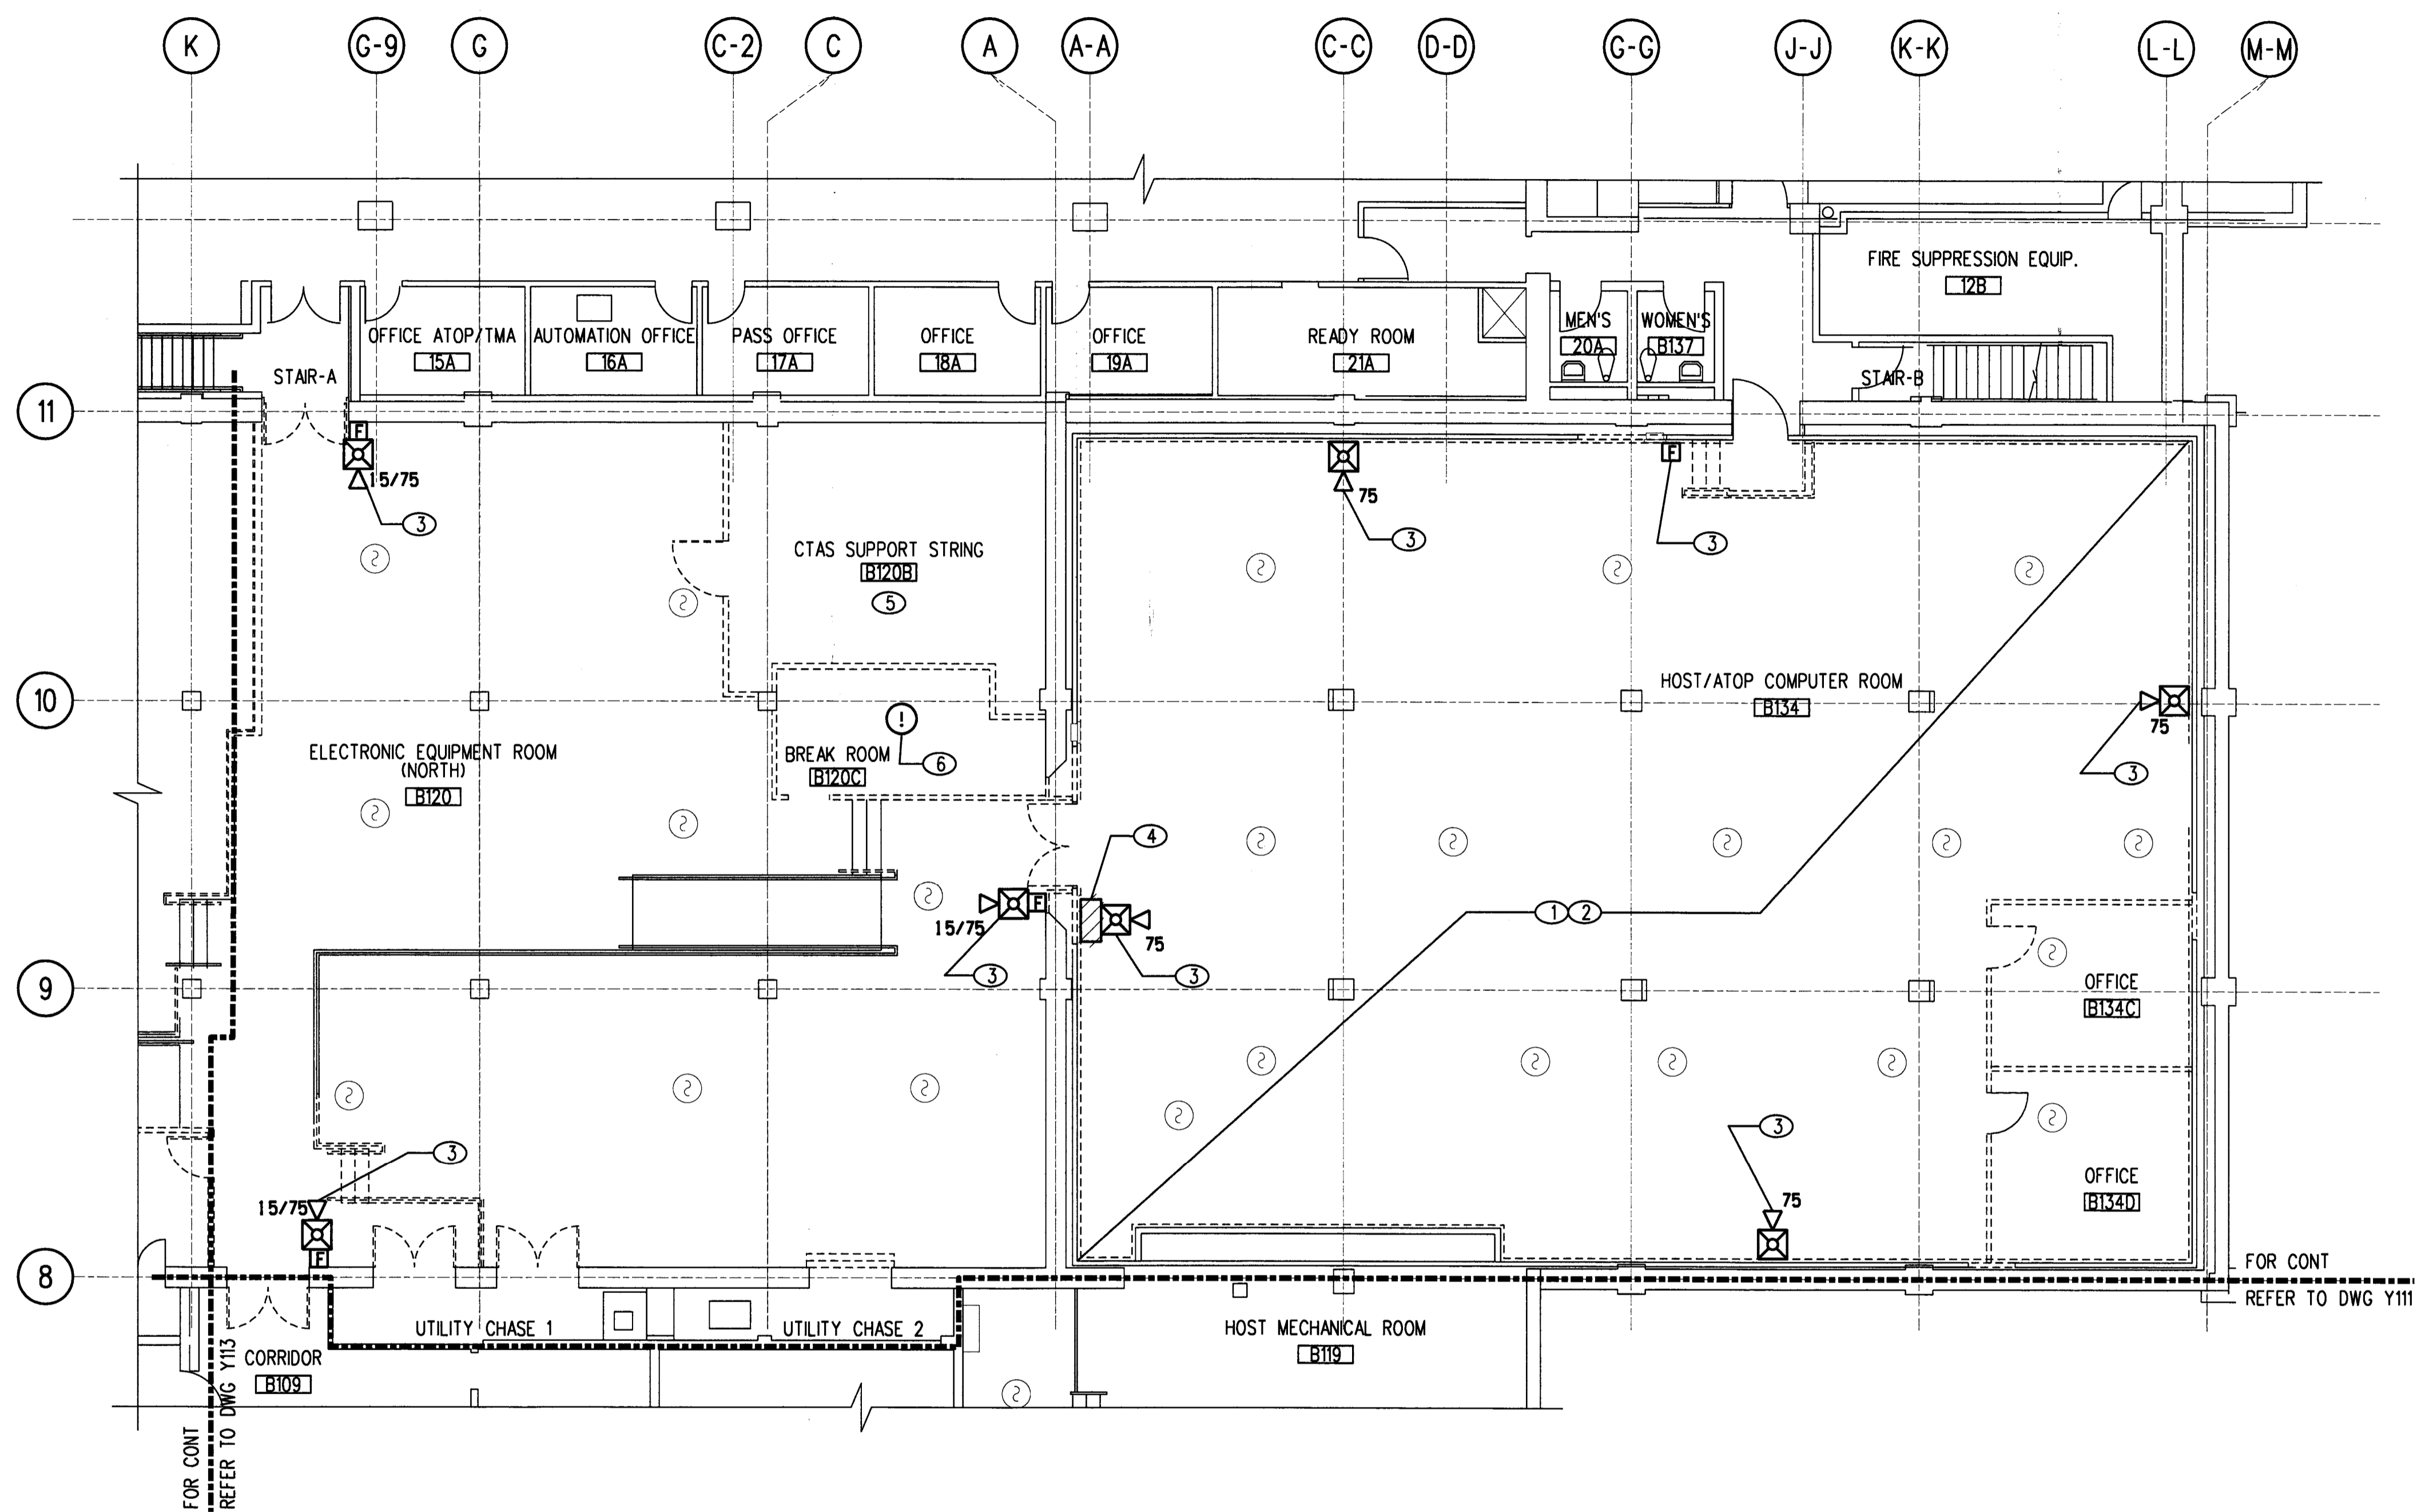 K
G-9
G
C-2
C
A
A-A
C-C
D-D
G-G
J-J
K-K
L-L
M-M
FIRE SUPPRESSION EQUIP.
12B
OFFICE ATOP/TMA
15A
AUTOMATION OFFICE
16A
PASS OFFICE
17A
OFFICE
18A
OFFICE
19A
READY ROOM
21A
MEN'S
20A
WOMEN'S
B137
STAIR-A
STAIR-B
11
F
15/75
3
75
3
F
3
CTAS SUPPORT STRING
B120B
5
S
S
S
S
S
10
HOST/ATOP COMPUTER ROOM
B134
75
3
!
BREAK ROOM
B120C
6
ELECTRONIC EQUIPMENT ROOM
(NORTH)
B120
S
S
S
S
S
S
S
4
S
F
15/75
3
75
3
1 2
S
9
OFFICE
B134C
S
S
S
S
S
S
S
S
S
3
15/75
F
3
75
OFFICE
B134D
8
FOR CONT
REFER TO DWG Y111
UTILITY CHASE 1
UTILITY CHASE 2
HOST MECHANICAL ROOM
B119
CORRIDOR
B109
S
FOR CONT
REFER TO DWG Y113